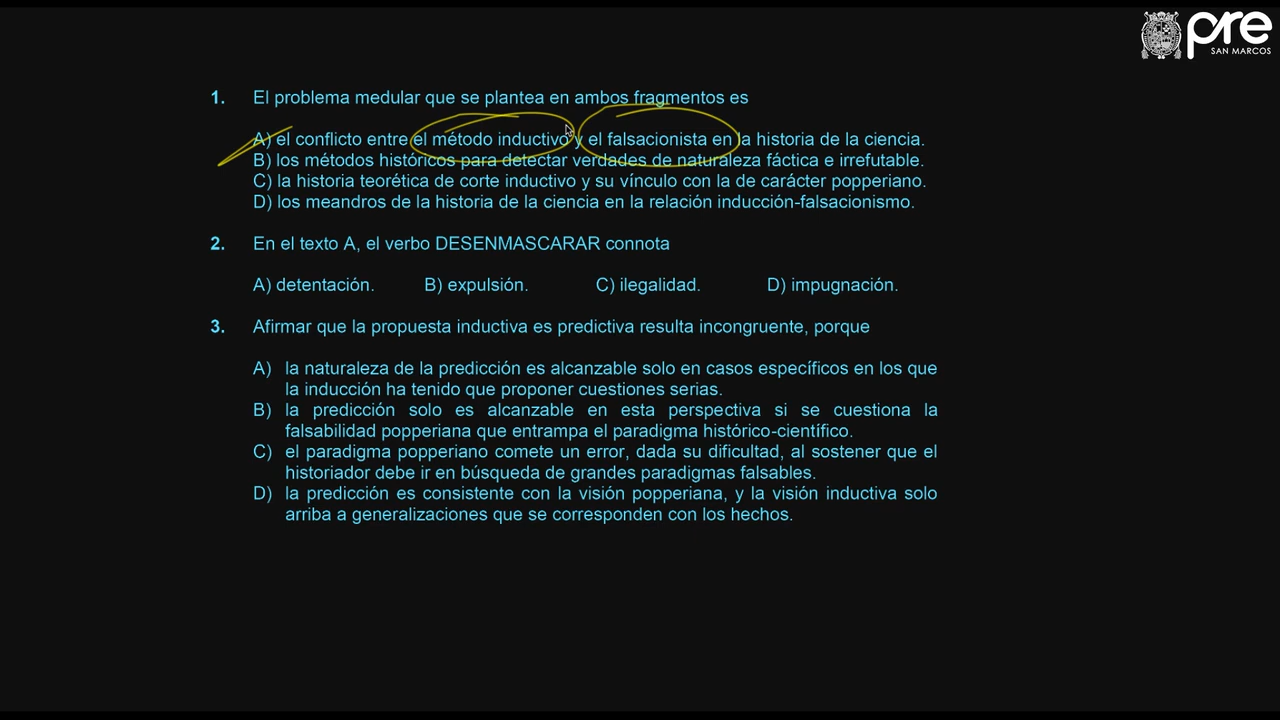 pre
SAN MARCOS
1. El problema medular que se plantea en ambos fragmentos es
A) el conflicto entre el método inductivo y el falsacionista en la historia de la ciencia.
B) los métodos históricos para detectar verdades de naturaleza fáctica e irrefutable.
C) la historia teorética de corte inductivo y su vínculo con la de carácter popperiano.
D) los meandros de la historia de la ciencia en la relación inducción-falsacionismo.
2. En el texto A, el verbo DESENMASCARAR connota
A) detentación. B) expulsión. C) ilegalidad. D) impugnación.
3. Afirmar que la propuesta inductiva es predictiva resulta incongruente, porque
A) la naturaleza de la predicción es alcanzable solo en casos específicos en los que
la inducción ha tenido que proponer cuestiones serias.
B) la predicción solo es alcanzable en esta perspectiva si se cuestiona la
falsabilidad popperiana que entrampa el paradigma histórico-científico.
C) el paradigma popperiano comete un error, dada su dificultad, al sostener que el
historiador debe ir en búsqueda de grandes paradigmas falsables.
D) la predicción es consistente con la visión popperiana, y la visión inductiva solo
arriba a generalizaciones que se corresponden con los hechos.